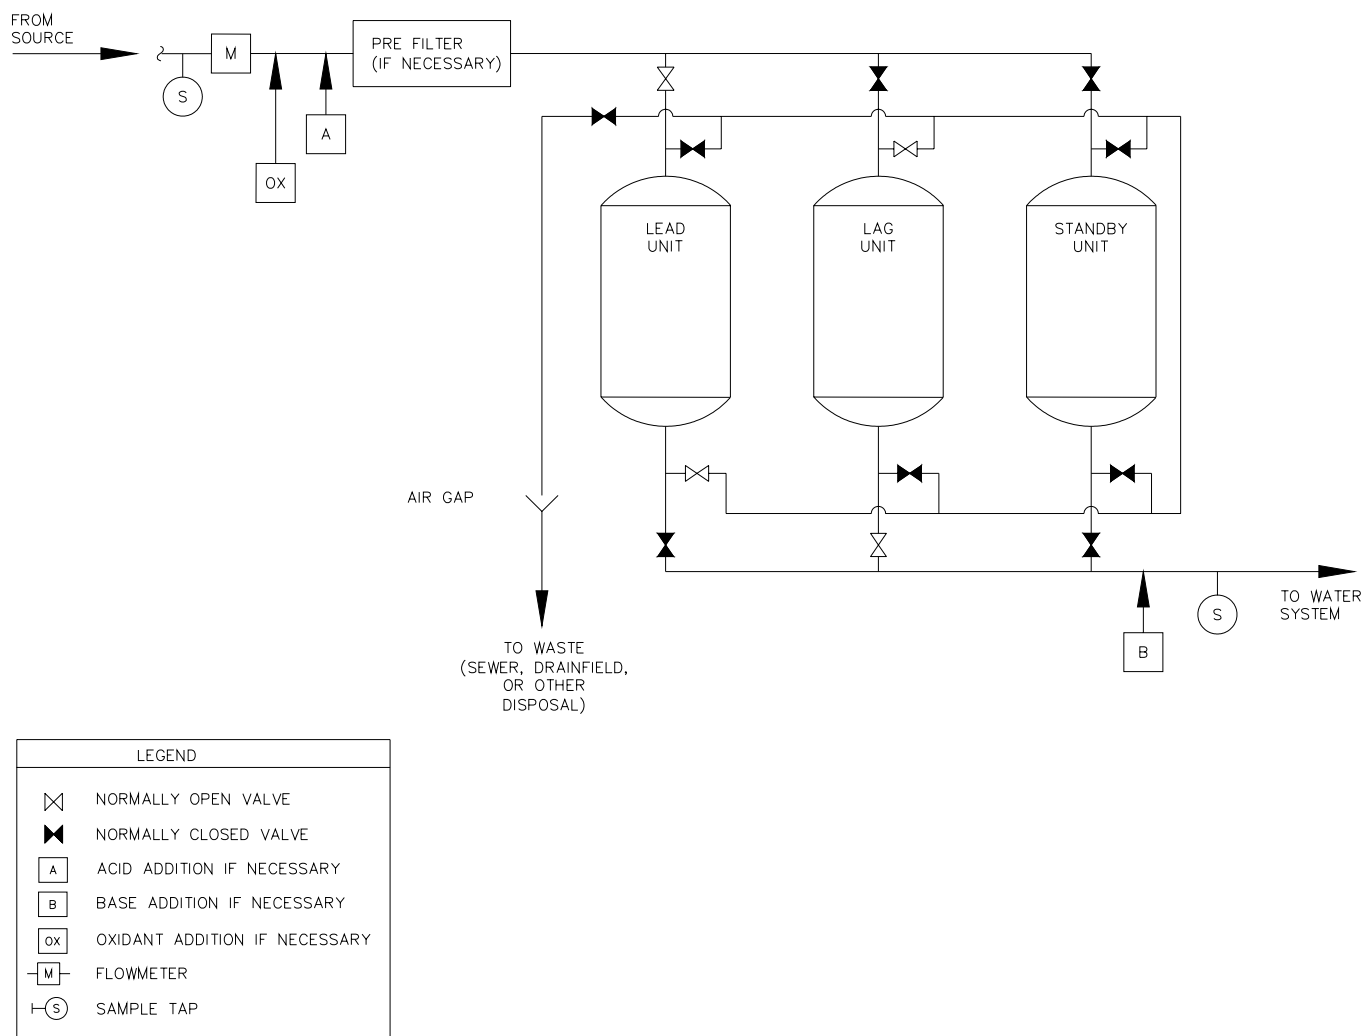 FROM
SOURCE
S
M
OX
A
PRE FILTER
(IF NECESSARY)
LEAD
UNIT
LAG
UNIT
STANDBY
UNIT
AIR GAP
TO WASTE
(SEWER, DRAINFIELD,
OR OTHER
DISPOSAL)
B
S
TO WATER
SYSTEM
LEGEND
NORMALLY OPEN VALVE
NORMALLY CLOSED VALVE
A ACID ADDITION IF NECESSARY
B BASE ADDITION IF NECESSARY
OX OXIDANT ADDITION IF NECESSARY
M FLOWMETER
S SAMPLE TAP